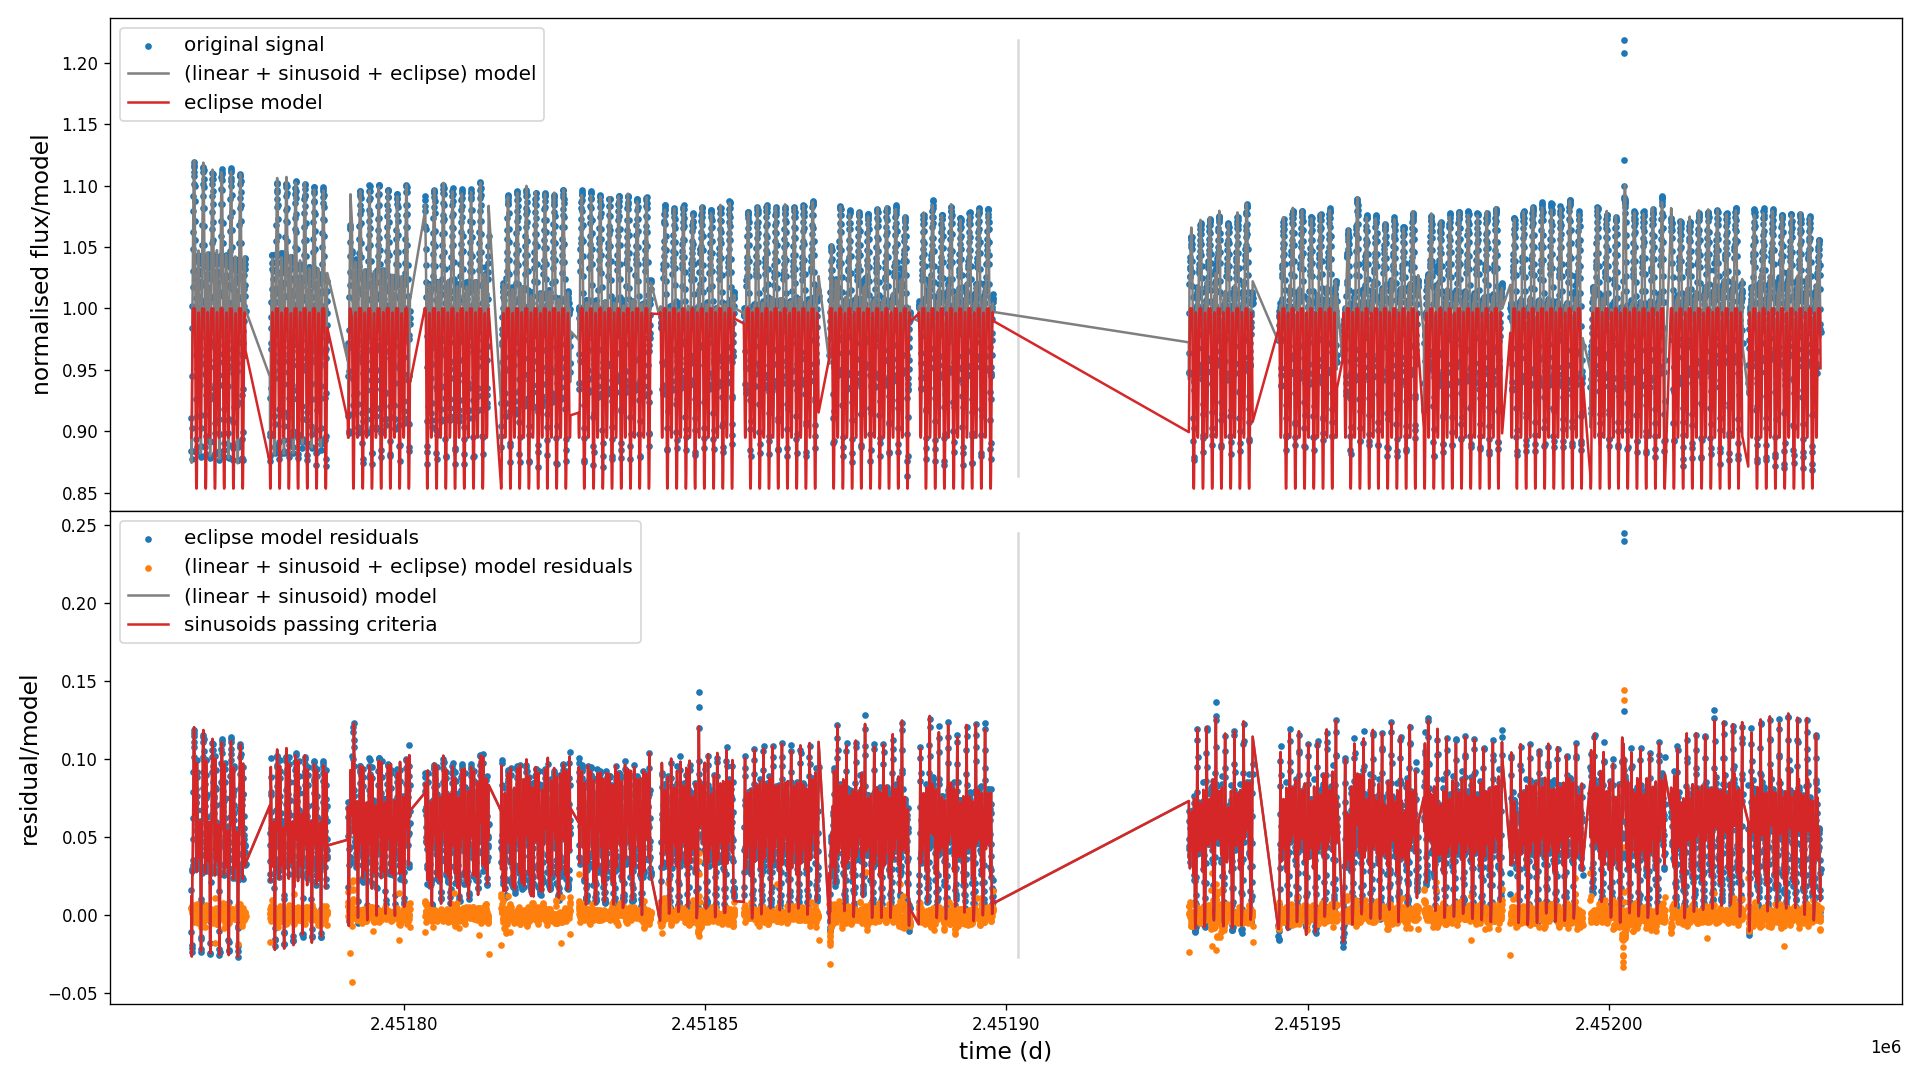 original signal
(linear + sinusoid + eclipse) model
eclipse model
normalised flux/model
1.20
1.15
1.10
1.05
1.00
0.95
0.90
0.85
eclipse model residuals
(linear + sinusoid + eclipse) model residuals
(linear + sinusoid) model
sinusoids passing criteria
residual/model
0.25
0.20
0.15
0.10
0.05
0.00
−0.05
2.45180
2.45185
2.45190
2.45195
2.45200
1e6
time (d)